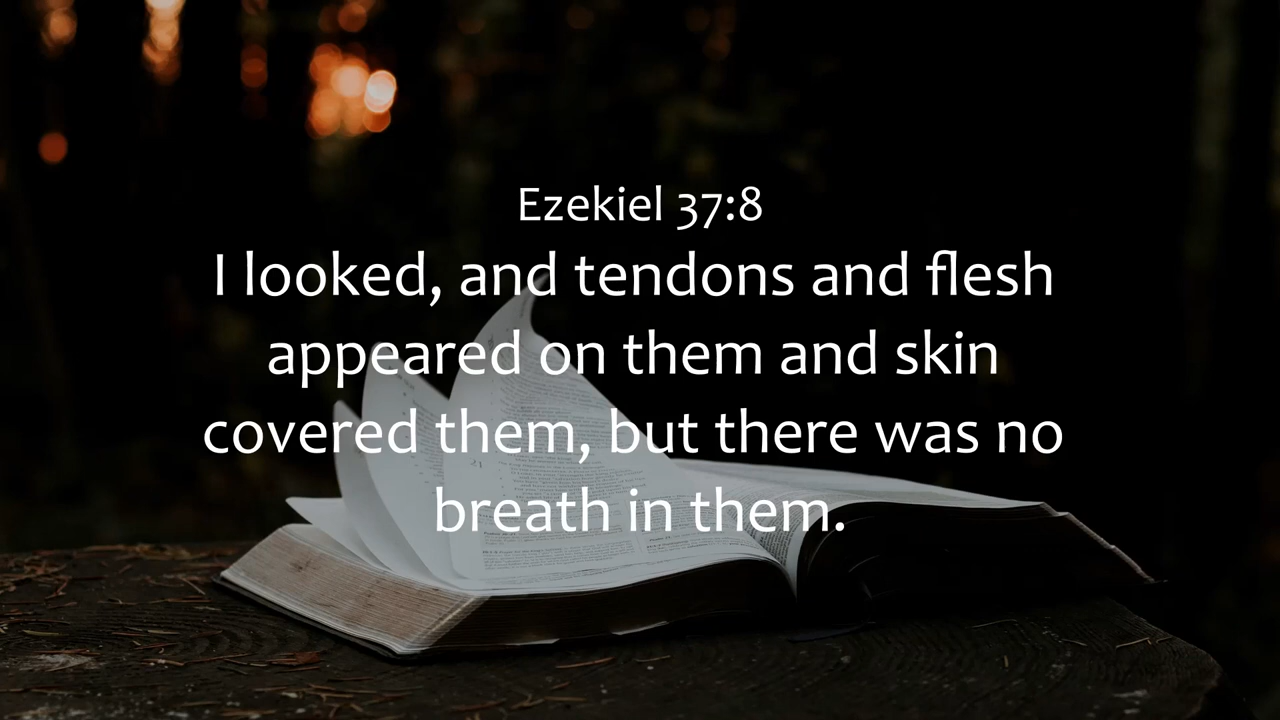 Ezekiel 37:8
I looked, and tendons and flesh
appeared on them and skin
covered them, but there was no
breath in them.